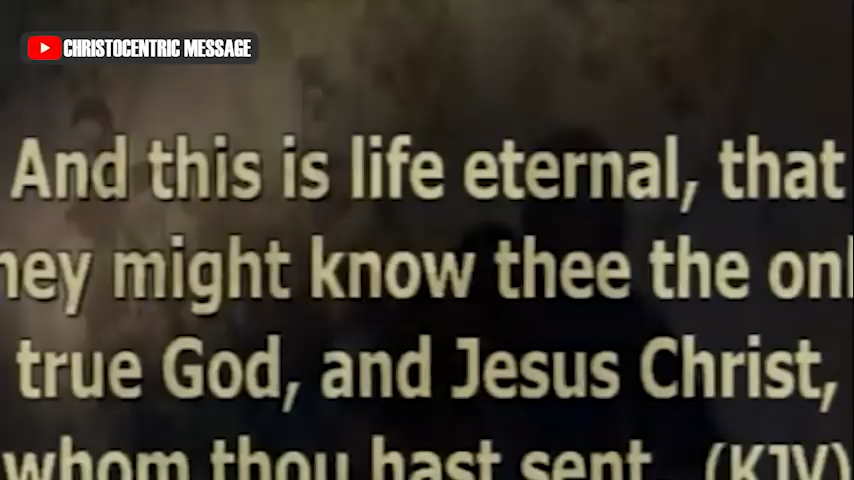 CHRISTOCENTRIC MESSAGE
And this is life eternal, that
hey might know thee the onl
true God, and Jesus Christ,
whom thou hast sent. (KJV)